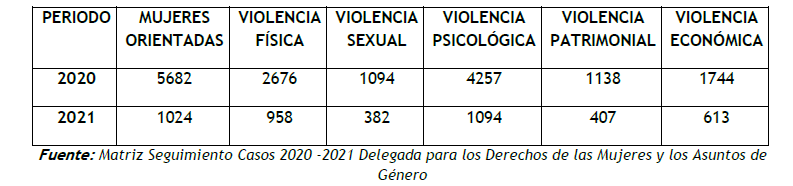 PERIODO MUJERES ORIENTADAS VIOLENCIA FÍSICA VIOLENCIA SEXUAL VIOLENCIA PSICOLÓGICA VIOLENCIA PATRIMONIAL VIOLENCIA ECONÓMICA
2020 5682 2676 1094 4257 1138 1744
2021 1024 958 382 1094 407 613
Fuente: Matriz Seguimiento Casos 2020 -2021 Delegada para los Derechos de las Mujeres y los Asuntos de
Género